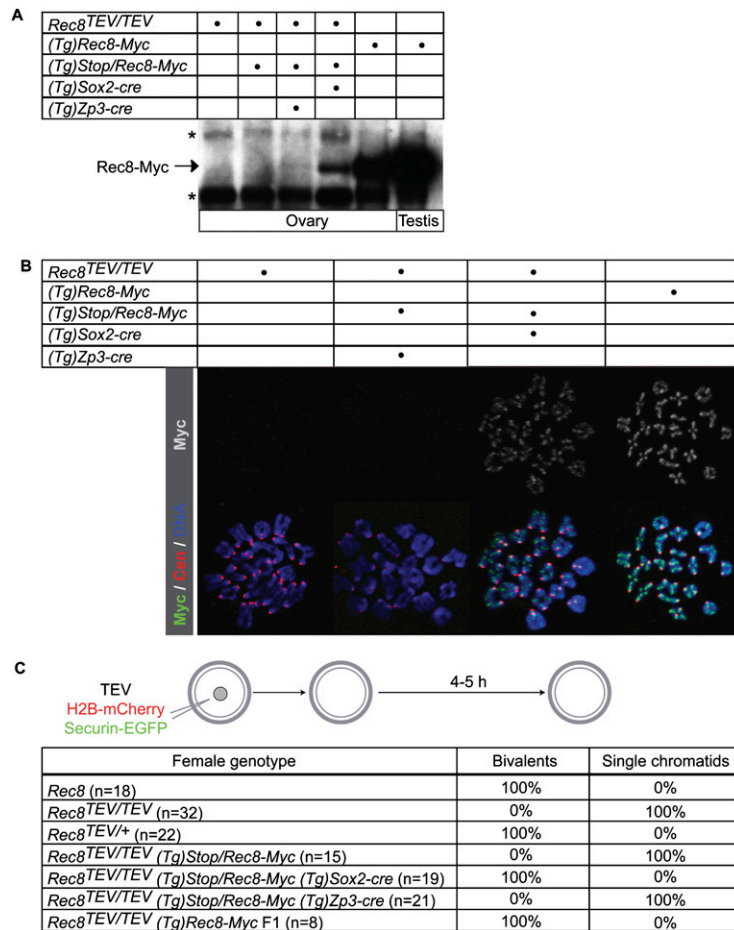 A
Rec8TEV/TEV
(Tg)Rec8-Myc
(Tg)Stop/Rec8-Myc
(Tg)Sox2-cre
(Tg)Zp3-cre
*
Rec8-Myc
*
Ovary Testis
B
Rec8TEV/TEV
(Tg)Rec8-Myc
(Tg)Stop/Rec8-Myc
(Tg)Sox2-cre
(Tg)Zp3-cre
Myc
Myc / Cen / DNA
C
TEV
H2B-mCherry
Securin-EGFP
4-5 h
Female genotype Bivalents Single chromatids
Rec8 (n=18) 100% 0%
Rec8TEV/TEV (n=32) 0% 100%
Rec8TEV/+ (n=22) 100% 0%
Rec8TEV/TEV (Tg)Stop/Rec8-Myc (n=15) 0% 100%
Rec8TEV/TEV (Tg)Stop/Rec8-Myc (Tg)Sox2-cre (n=19) 100% 0%
Rec8TEV/TEV (Tg)Stop/Rec8-Myc (Tg)Zp3-cre (n=21) 0% 100%
Rec8TEV/TEV (Tg)Rec8-Myc F1 (n=8) 100% 0%